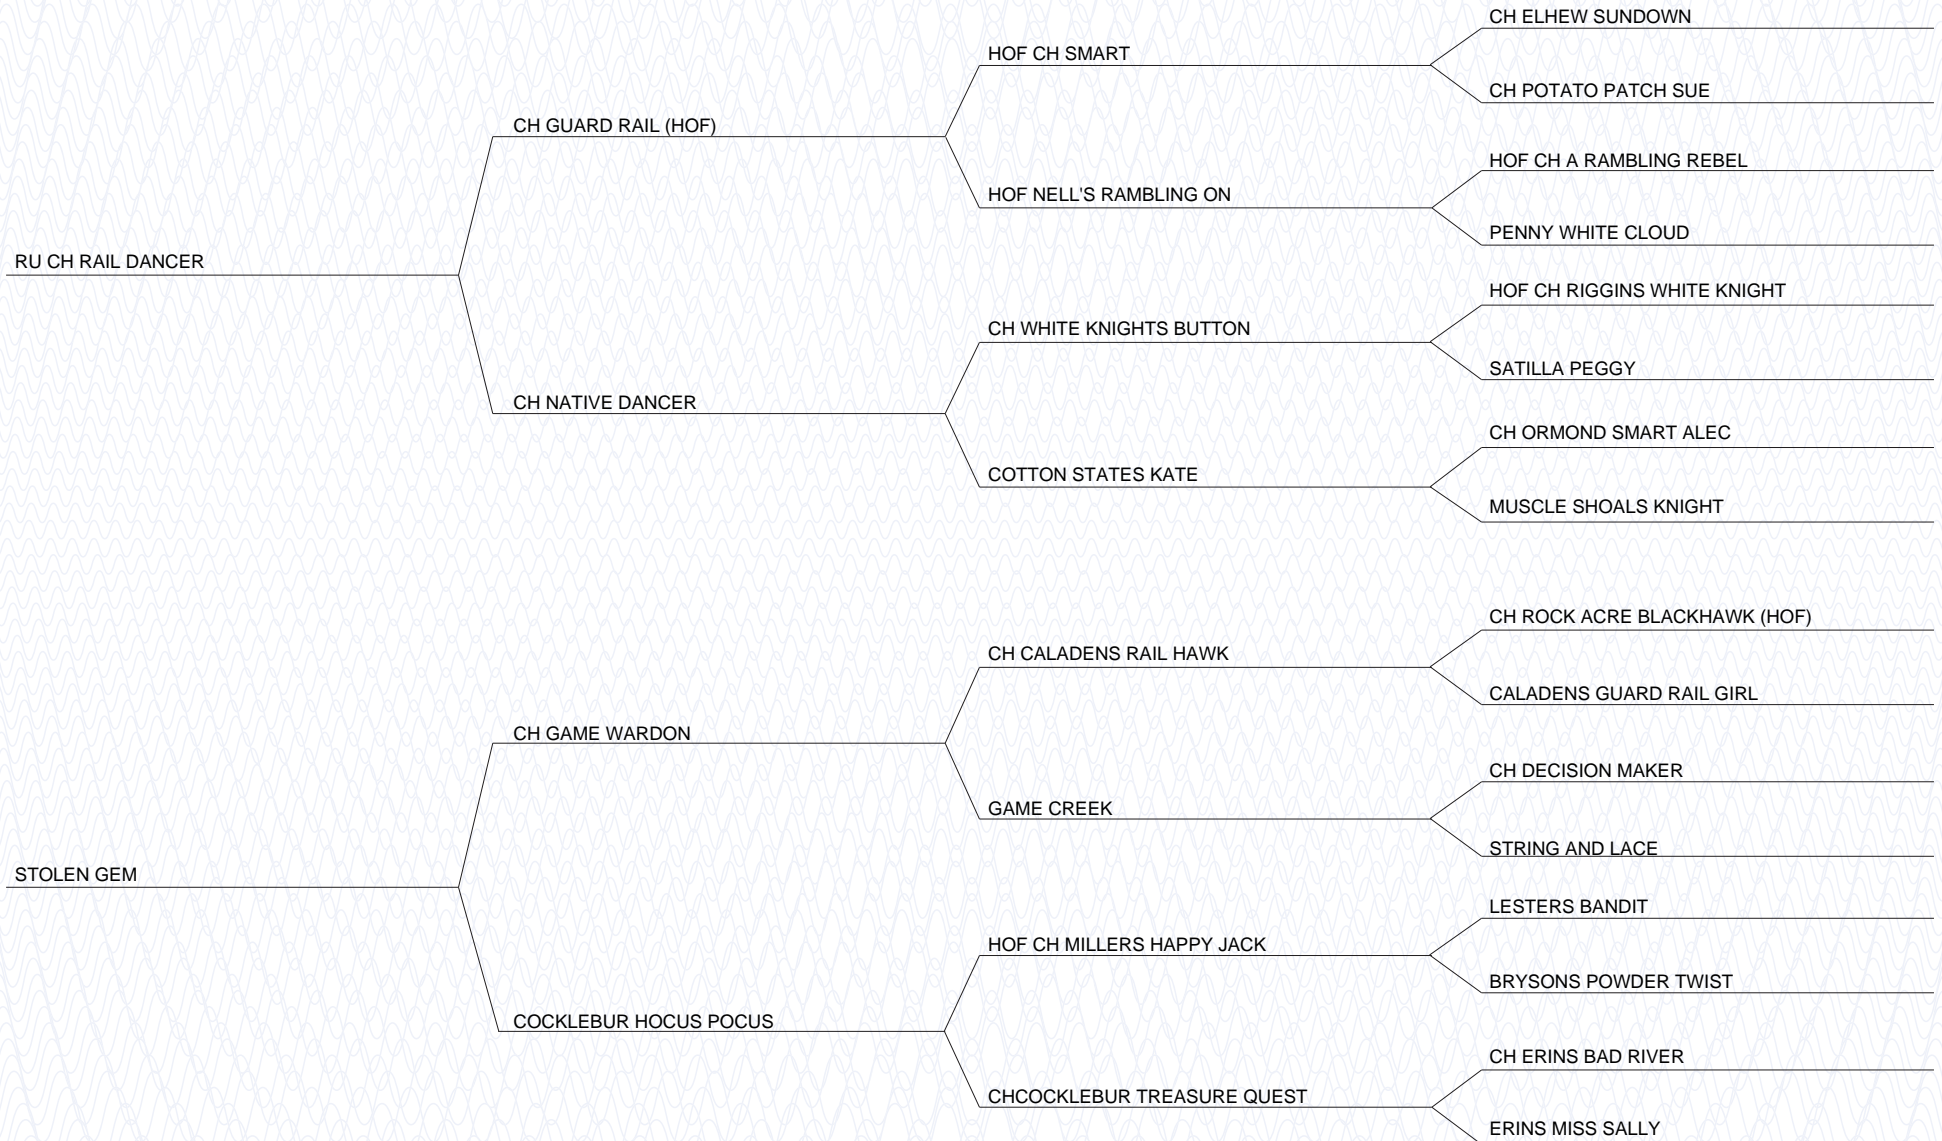 CH ELHEW SUNDOWN
HOF CH SMART
CH POTATO PATCH SUE
CH GUARD RAIL (HOF)
HOF CH A RAMBLING REBEL
HOF NELL'S RAMBLING ON
PENNY WHITE CLOUD
RU CH RAIL DANCER
HOF CH RIGGINS WHITE KNIGHT
CH WHITE KNIGHTS BUTTON
SATILLA PEGGY
CH NATIVE DANCER
CH ORMOND SMART ALEC
COTTON STATES KATE
MUSCLE SHOALS KNIGHT
CH ROCK ACRE BLACKHAWK (HOF)
CH CALADENS RAIL HAWK
CALADENS GUARD RAIL GIRL
CH GAME WARDON
CH DECISION MAKER
GAME CREEK
STRING AND LACE
STOLEN GEM
LESTERS BANDIT
HOF CH MILLERS HAPPY JACK
BRYSONS POWDER TWIST
COCKLEBUR HOCUS POCUS
CH ERINS BAD RIVER
CHCOCKLEBUR TREASURE QUEST
ERINS MISS SALLY